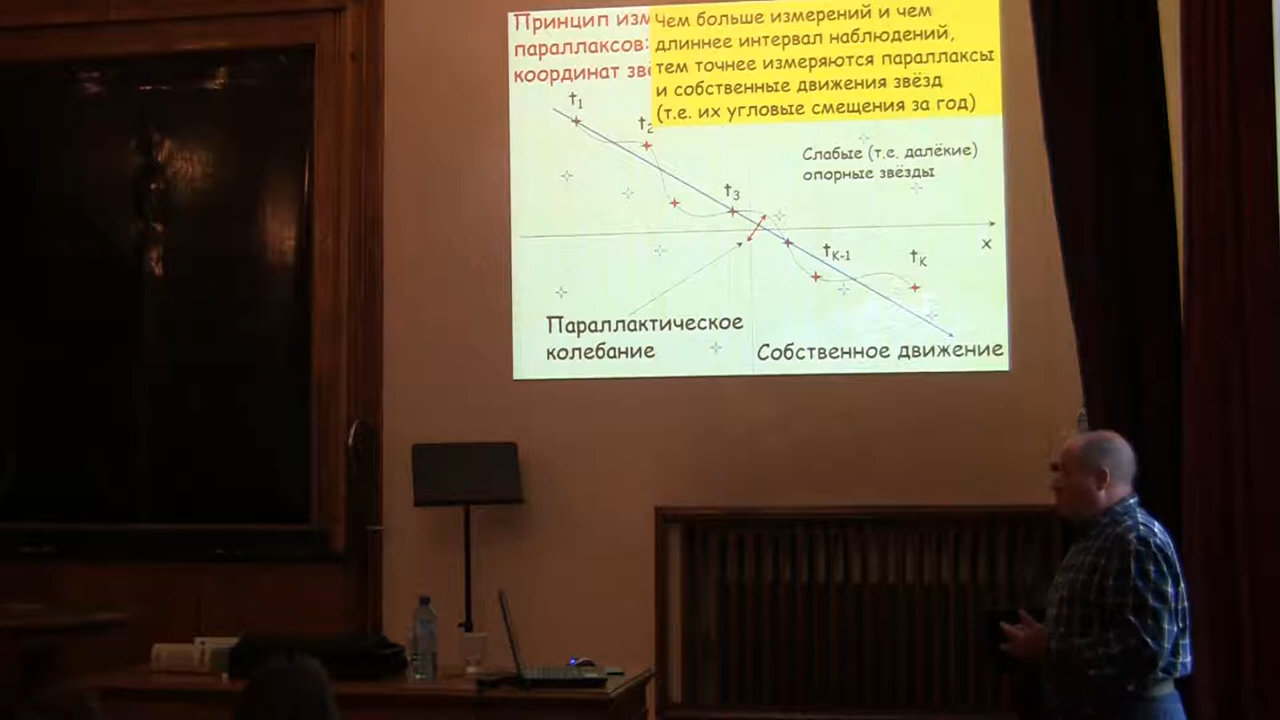 Принцип изм
параллаксов:
координат зв
Чем больше измерений и чем
длиннее интервал наблюдений,
тем точнее измеряются параллаксы
и собственные движения звёзд
(т.е. их угловые смещения за год)
t1
t2
Слабые (т.е. далёкие)
опорные звёзды
t3
x
tK-1
tK
Параллактическое
колебание
Собственное движение